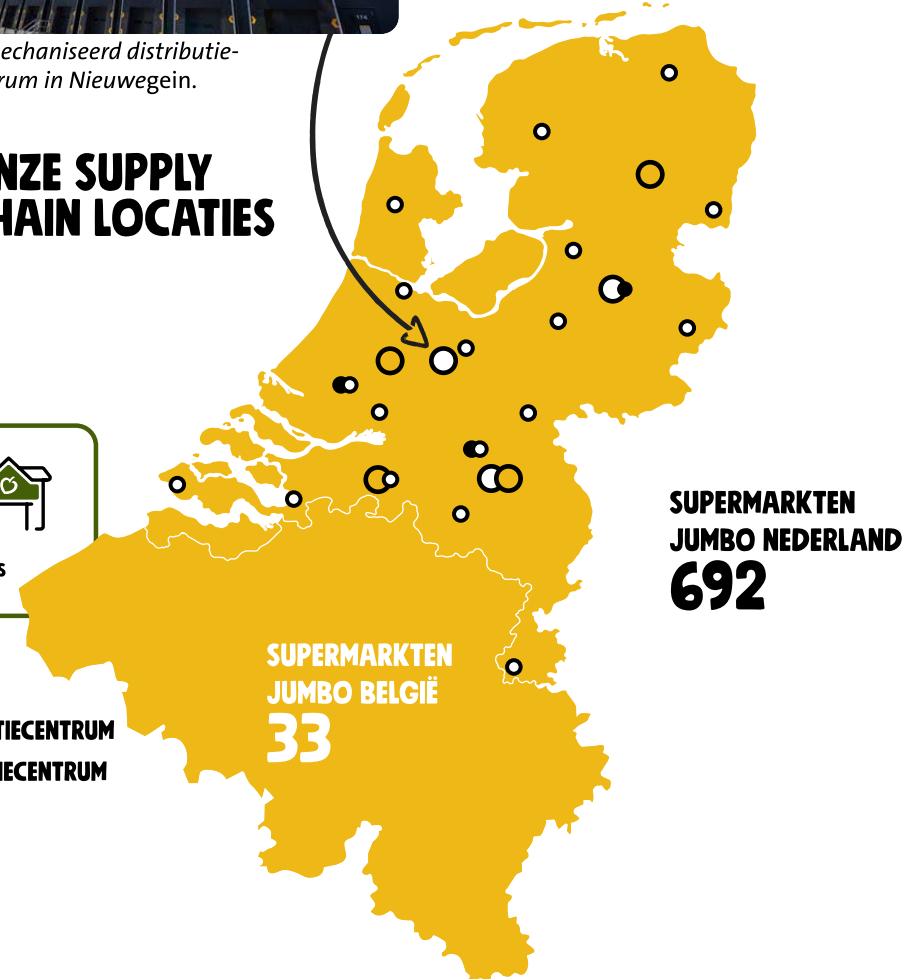 echaniseerd distributie-
rum in Nieuwegein.
NZE SUPPLY
HAIN LOCATIES
S
SUPERMARKTEN
JUMBO NEDERLAND
692
SUPERMARKTEN
JUMBO BELGIË
33
TIECENTRUM
IECENTRUM